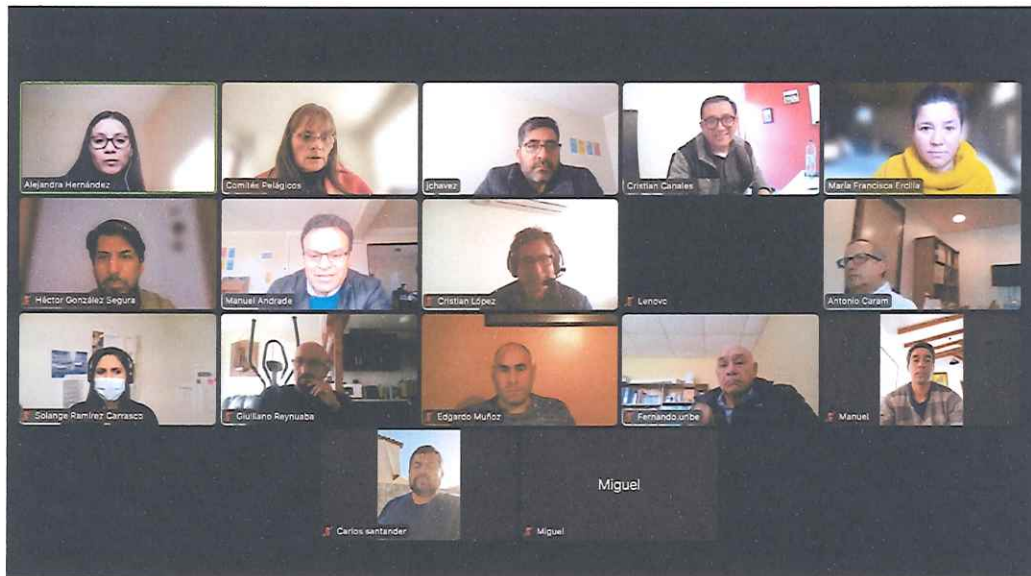 Alejandra Hernández
Comités Pelágicos
jchavez
Cristian Canales
María Francisca Ercilla
Héctor González Segura
Manuel Andrade
Cristian López
Lenovo
Antonio Caram
Solange Ramírez Carrasco
Giulliano Reynuaba
Edgardo Muñoz
Fernando.uribe
Manuel
Carlos santander
Miguel
Miguel